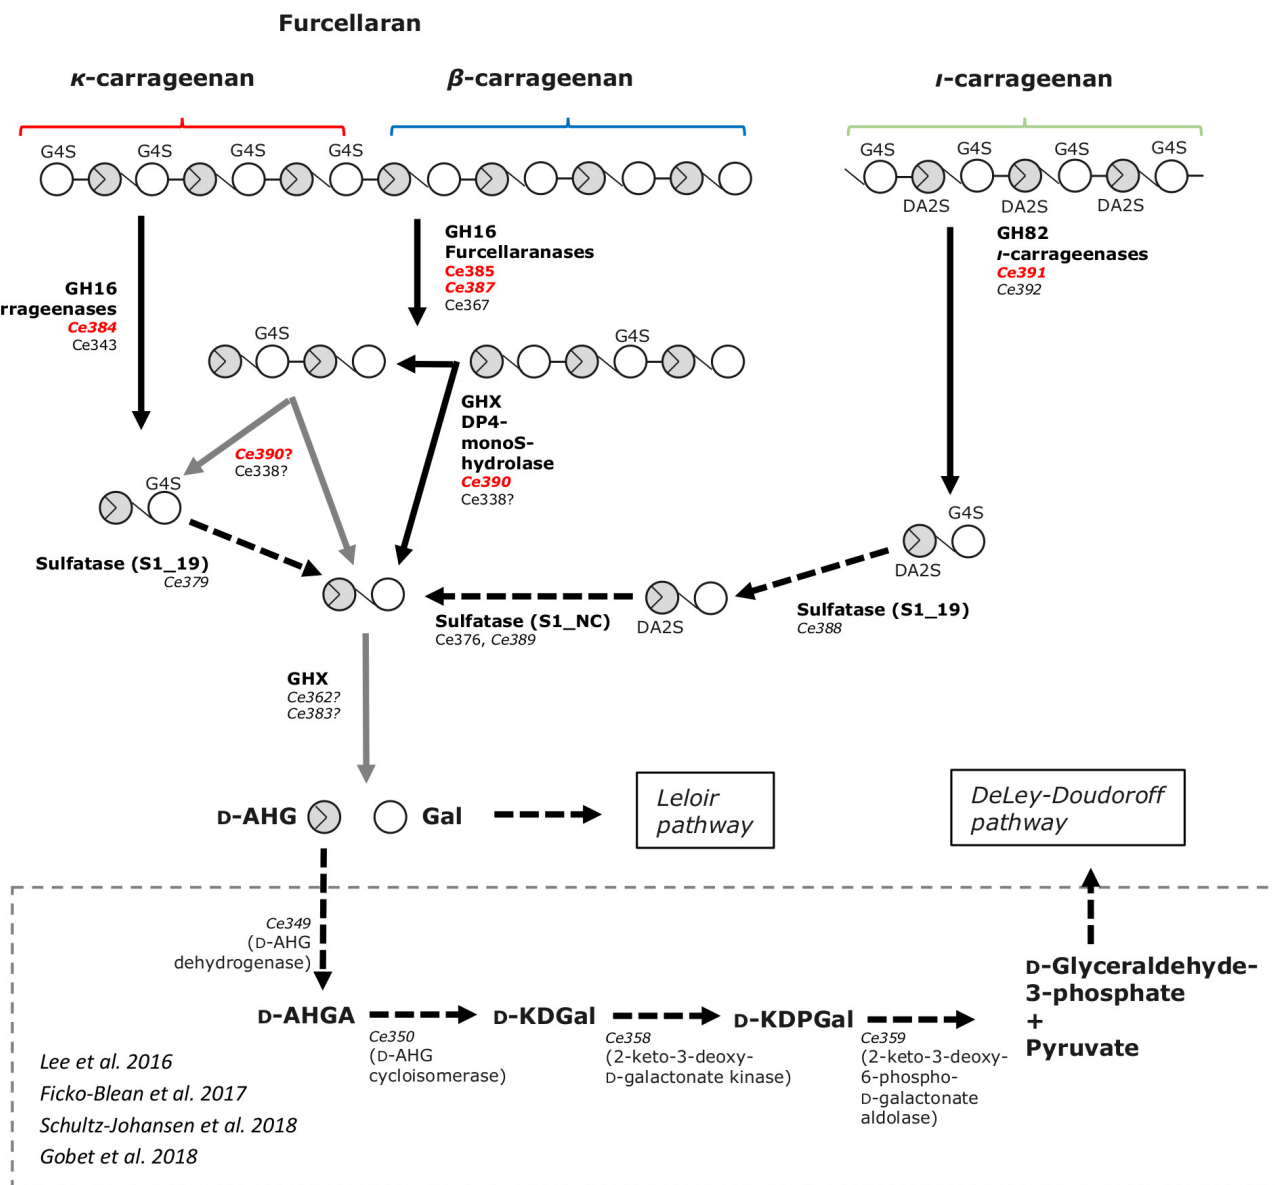 Furcellaran
κ-carrageenan
β-carrageenan
ι-carrageenan
G4S G4S G4S G4S
G4S G4S G4S G4S
DA2S DA2S DA2S
GH16
Furcellaranases
Ce385
Ce387
Ce367
GH82
ι-carrageenases
Ce391
Ce392
GH16
rrageenases
Ce384
Ce343
G4S
G4S
GHX
DP4-
monoS-
hydrolase
Ce390
Ce338?
Ce390?
Ce338?
G4S
G4S
DA2S
Sulfatase (S1_19)
Ce379
DA2S
Sulfatase (S1_NC)
Ce376, Ce389
Sulfatase (S1_19)
Ce388
GHX
Ce362?
Ce383?
D-AHG
Gal
Leloir
pathway
DeLey-Doudoroff
pathway
Ce349
(D-AHG
dehydrogenase)
D-AHGA
Ce350
(D-AHG
cycloisomerase)
D-KDGal
Ce358
(2-keto-3-deoxy-
D-galactonate kinase)
D-KDPGal
Ce359
(2-keto-3-deoxy-
6-phospho-
D-galactonate
aldolase)
D-Glyceraldehyde-
3-phosphate
+
Pyruvate
Lee et al. 2016
Ficko-Blean et al. 2017
Schultz-Johansen et al. 2018
Gobet et al. 2018